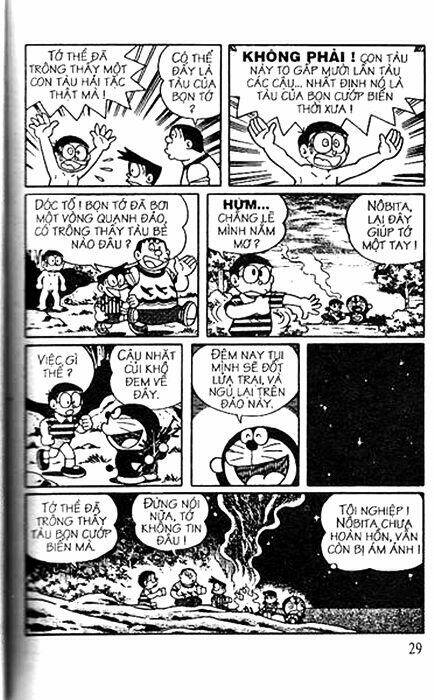 TỚ THỀ ĐÃ
TRÔNG THẤY MỘT
CON TÀU HẢI TẶC
THẬT MÀ !
CÓ THỂ
ĐẤY LÀ
TÀU CỦA
BỌN TỚ
?
KHÔNG PHẢI ! CON TÀU
NÀY TO GẤP MƯỜI LẦN TÀU
CÁC CẬU... NHẤT ĐỊNH NÓ LÀ
TÀU CỦA BỌN CƯỚP BIỂN
THỜI XƯA !
DÓC TỔ ! BỌN TỚ ĐÃ BƠI
MỘT VÒNG QUANH ĐẢO,
CÓ TRÔNG THẤY TÀU BÈ
NÀO ĐÂU ?
HỪM...
CHẲNG LẼ
MÌNH NẰM
MƠ ?
NÔBITA,
LẠI ĐÂY
GIÚP TỚ
MỘT TAY !
VIỆC GÌ
THẾ ?
CẬU NHẶT
CỦI KHÔ
ĐEM VỀ
ĐÂY.
ĐÊM NAY TỤI
MÌNH SẼ ĐỐT
LỬA TRẠI, VÀ
NGỦ LẠI TRÊN
ĐẢO NÀY.
TỚ THỀ ĐÃ
TRÔNG THẤY
TÀU BỌN CƯỚP
BIỂN MÀ.
ĐỪNG NÓI
NỮA, TỚ
KHÔNG TIN
ĐÂU !
TỘI NGHIỆP !
NÔBITA CHƯA
HOÀN HỒN, VẪN
CÒN BỊ ÁM ẢNH !
29